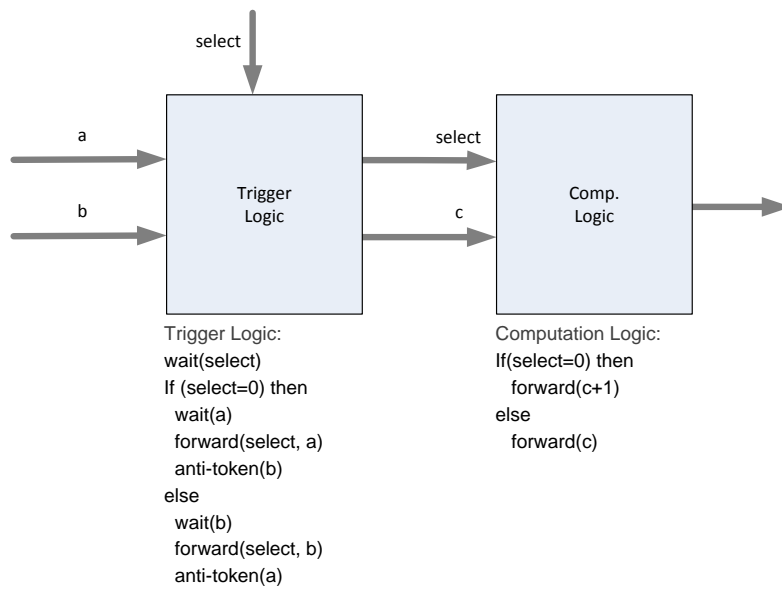 select
a
select
Trigger
Logic
Comp.
Logic
b
c
Trigger Logic:
wait(select)
If (select=0) then
wait(a)
forward(select, a)
anti-token(b)
else
wait(b)
forward(select, b)
anti-token(a)
Computation Logic:
If(select=0) then
forward(c+1)
else
forward(c)